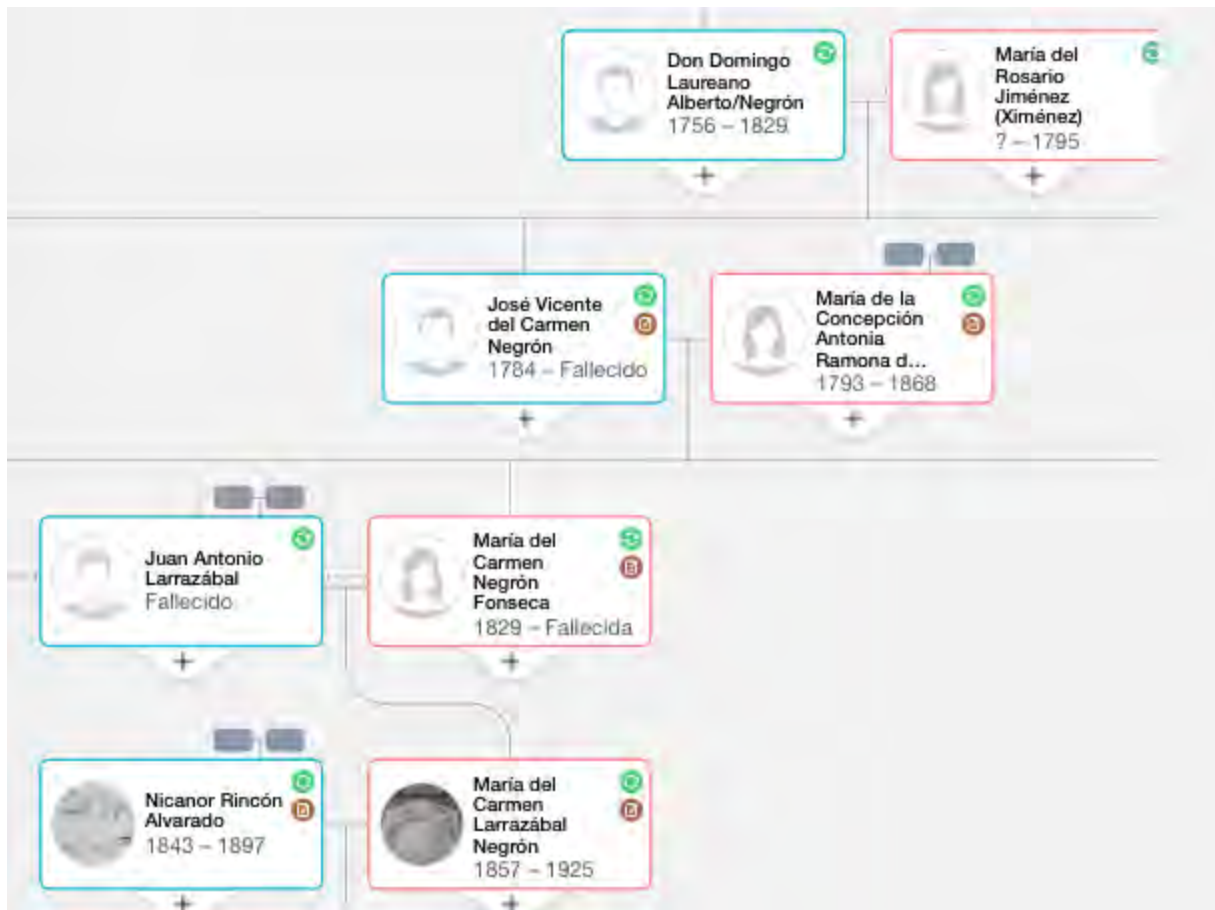 Don Domingo
Laureano
Alberto/Negrón
1756 – 1829
María del
Rosario
Jiménez
(Ximénez)
? – 1795
José Vicente
del Carmen
Negrón
1784 – Fallecido
María de la
Concepción
Antonia
Ramona d...
1793 – 1868
Juan Antonio
Larrazábal
Fallecido
María del
Carmen
Negrón
Fonseca
1829 – Fallecida
Nicanor Rincón
Alvarado
1843 – 1897
María del
Carmen
Larrazábal
Negrón
1857 – 1925